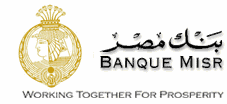 بنك مصر
BANQUE MISR
WORKING TOGETHER FOR PROSPERITY